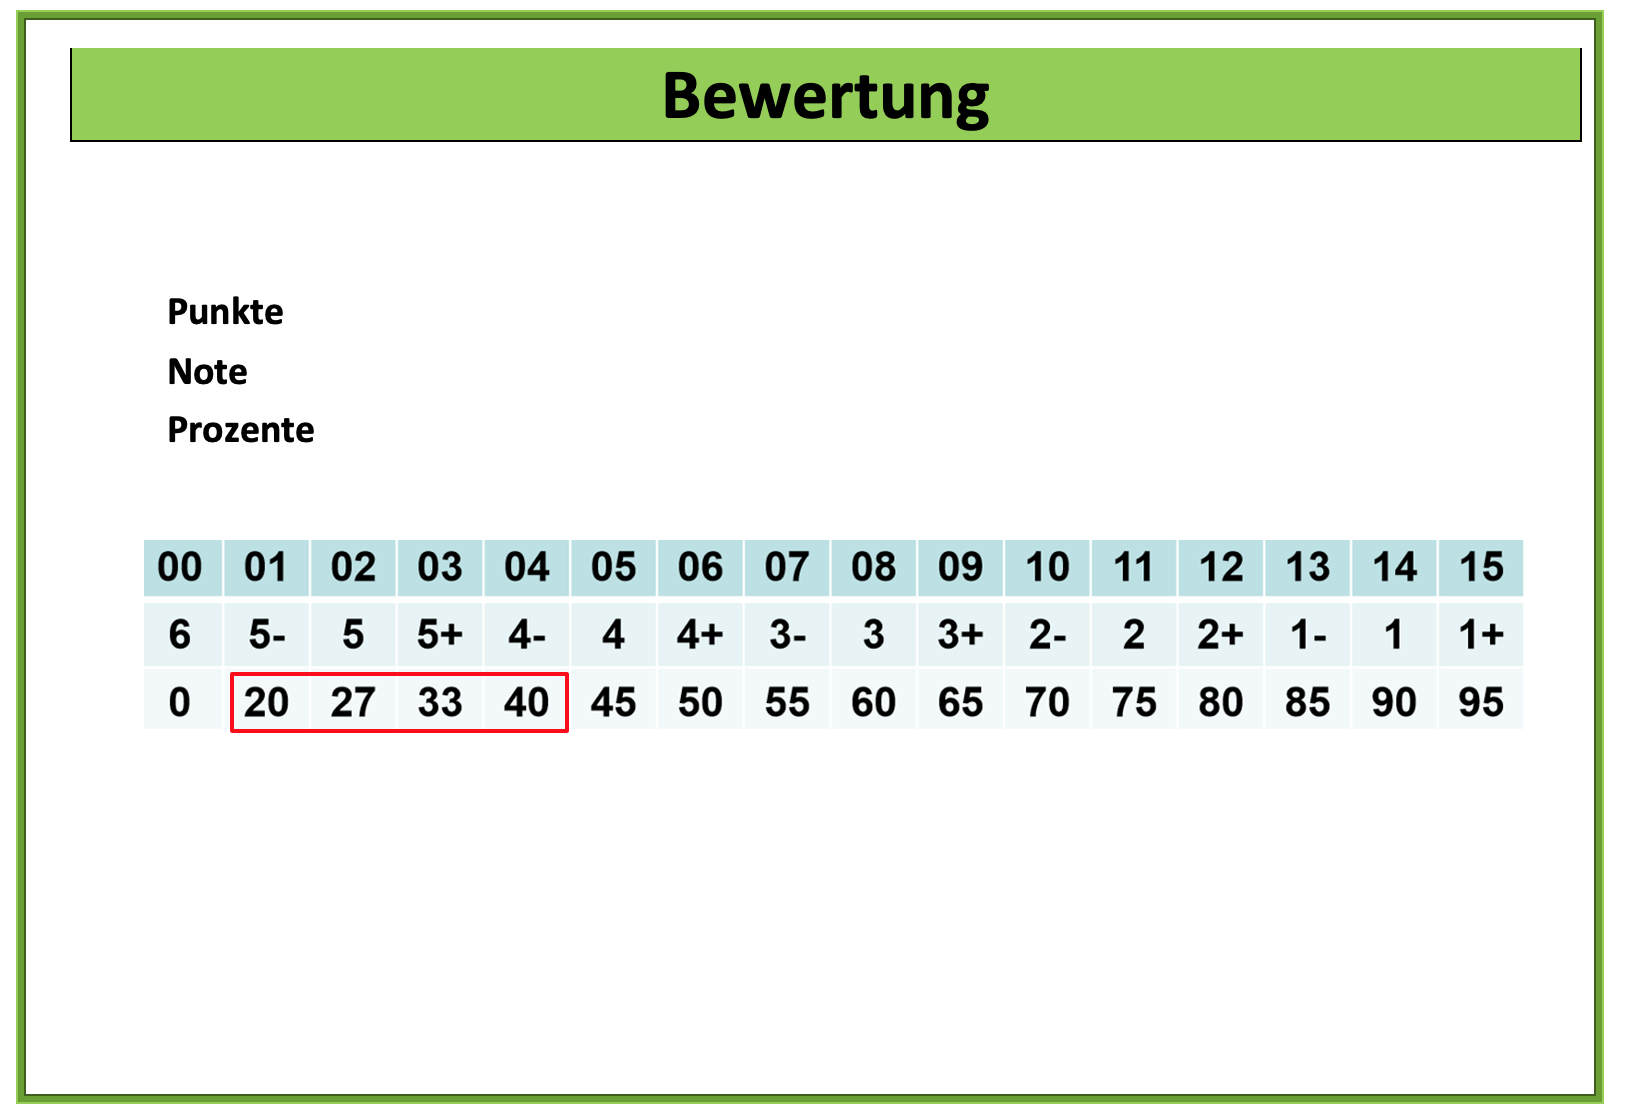 Bewertung
Punkte
Note
Prozente
00 01 02 03 04 05 06 07 08 09 10 11 12 13 14 15
6 5- 5 5+ 4- 4 4+ 3- 3 3+ 2- 2 2+ 1- 1 1+
0 20 27 33 40 45 50 55 60 65 70 75 80 85 90 95